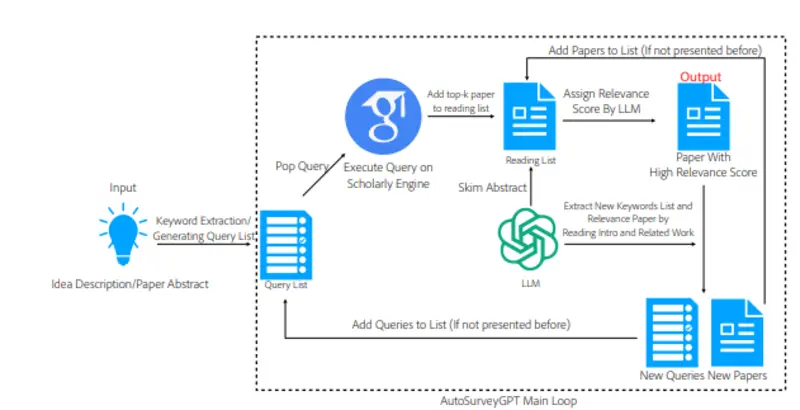 Add Papers to List (If not presented before)
Output
Add top-k paper
to reading list
Assign Relevance
Score By LLM
Pop Query
Execute Query on
Scholarly Engine
Reading List
Paper With
High Relevance Score
Input
Skim Abstract
Keyword Extraction/
Generating Query List
Extract New Keywords List and
Relevance Paper by
Reading Intro and Related Work
Idea Description/Paper Abstract
Query List
LLM
Add Queries to List (If not presented before)
New Queries
New Papers
AutoSurveyGPT Main Loop